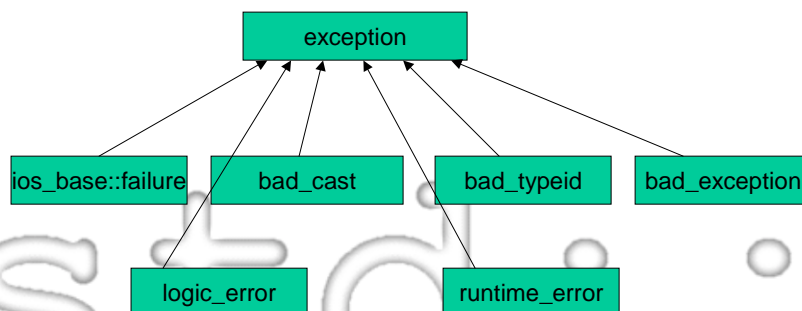 exception
ios_base::failure
bad_cast
bad_typeid
bad_exception
logic_error
runtime_error